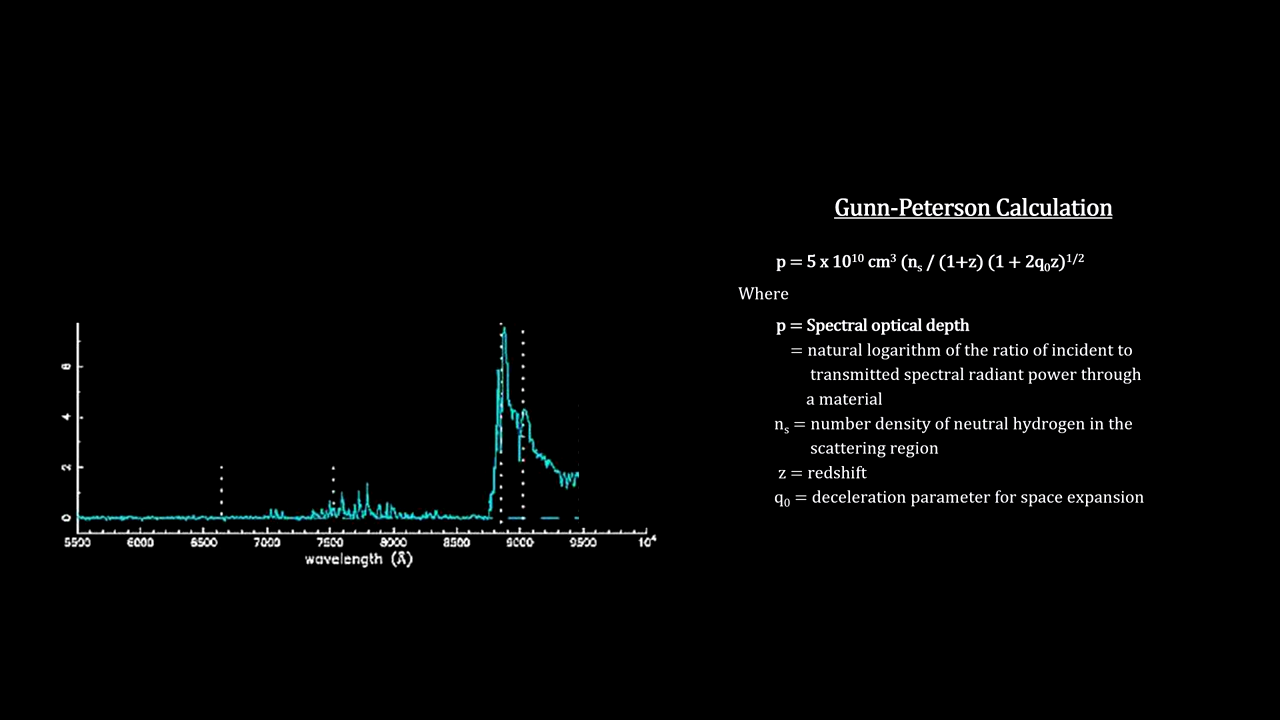 Gunn-Peterson Calculation
p = 5 x 10¹⁰ cm³ (nₛ / (1+z) (1 + 2q₀z)¹/²
Where
p = Spectral optical depth
= natural logarithm of the ratio of incident to
transmitted spectral radiant power through
a material
nₛ = number density of neutral hydrogen in the
scattering region
z = redshift
q₀ = deceleration parameter for space expansion
8
4
2
0
5500 6000 6500 7000 7500 8000 8500 9000 9500 10⁴
wavelength (Å)